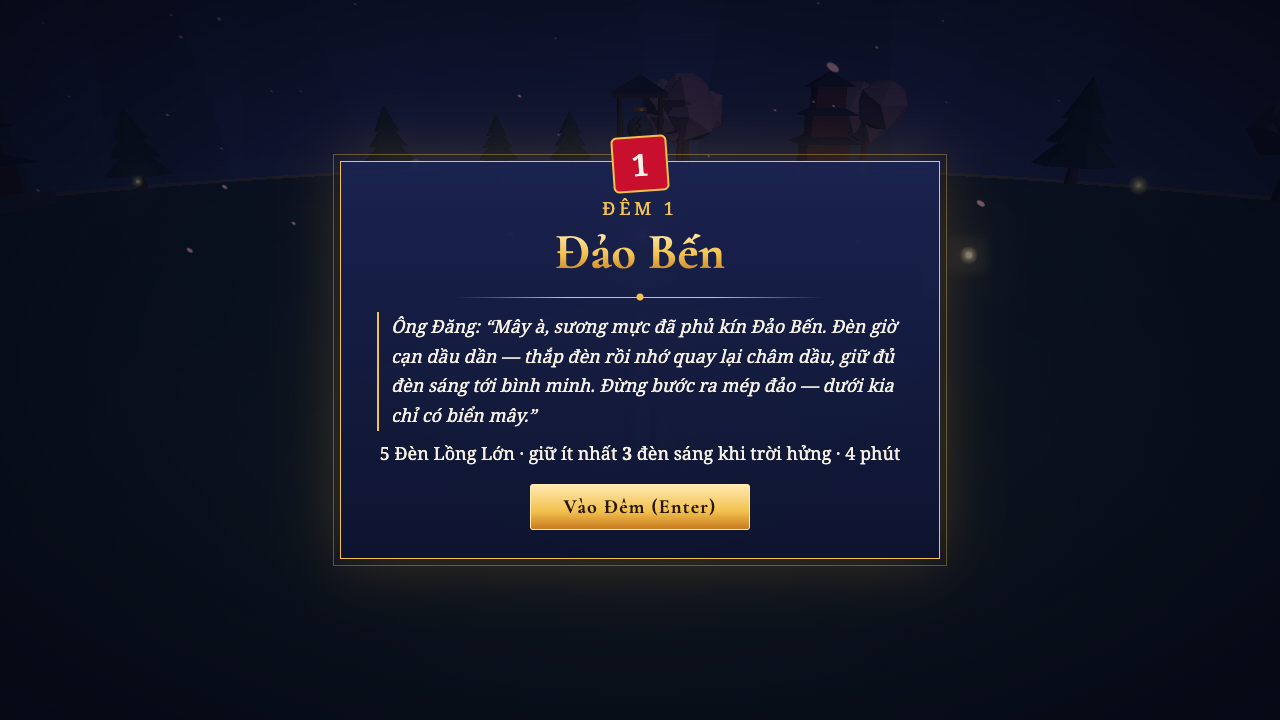 1
ĐÊM 1
Đảo Bến
Ông Đăng: “Mây à, sương mực đã phủ kín Đảo Bến. Đèn giờ
cạn dầu dần — thắp đèn rồi nhớ quay lại châm dầu, giữ đủ
đèn sáng tới bình minh. Đừng bước ra mép đảo — dưới kia
chỉ có biển mây.”
5 Đèn Lồng Lớn · giữ ít nhất 3 đèn sáng khi trời hửng · 4 phút
Vào Đêm (Enter)